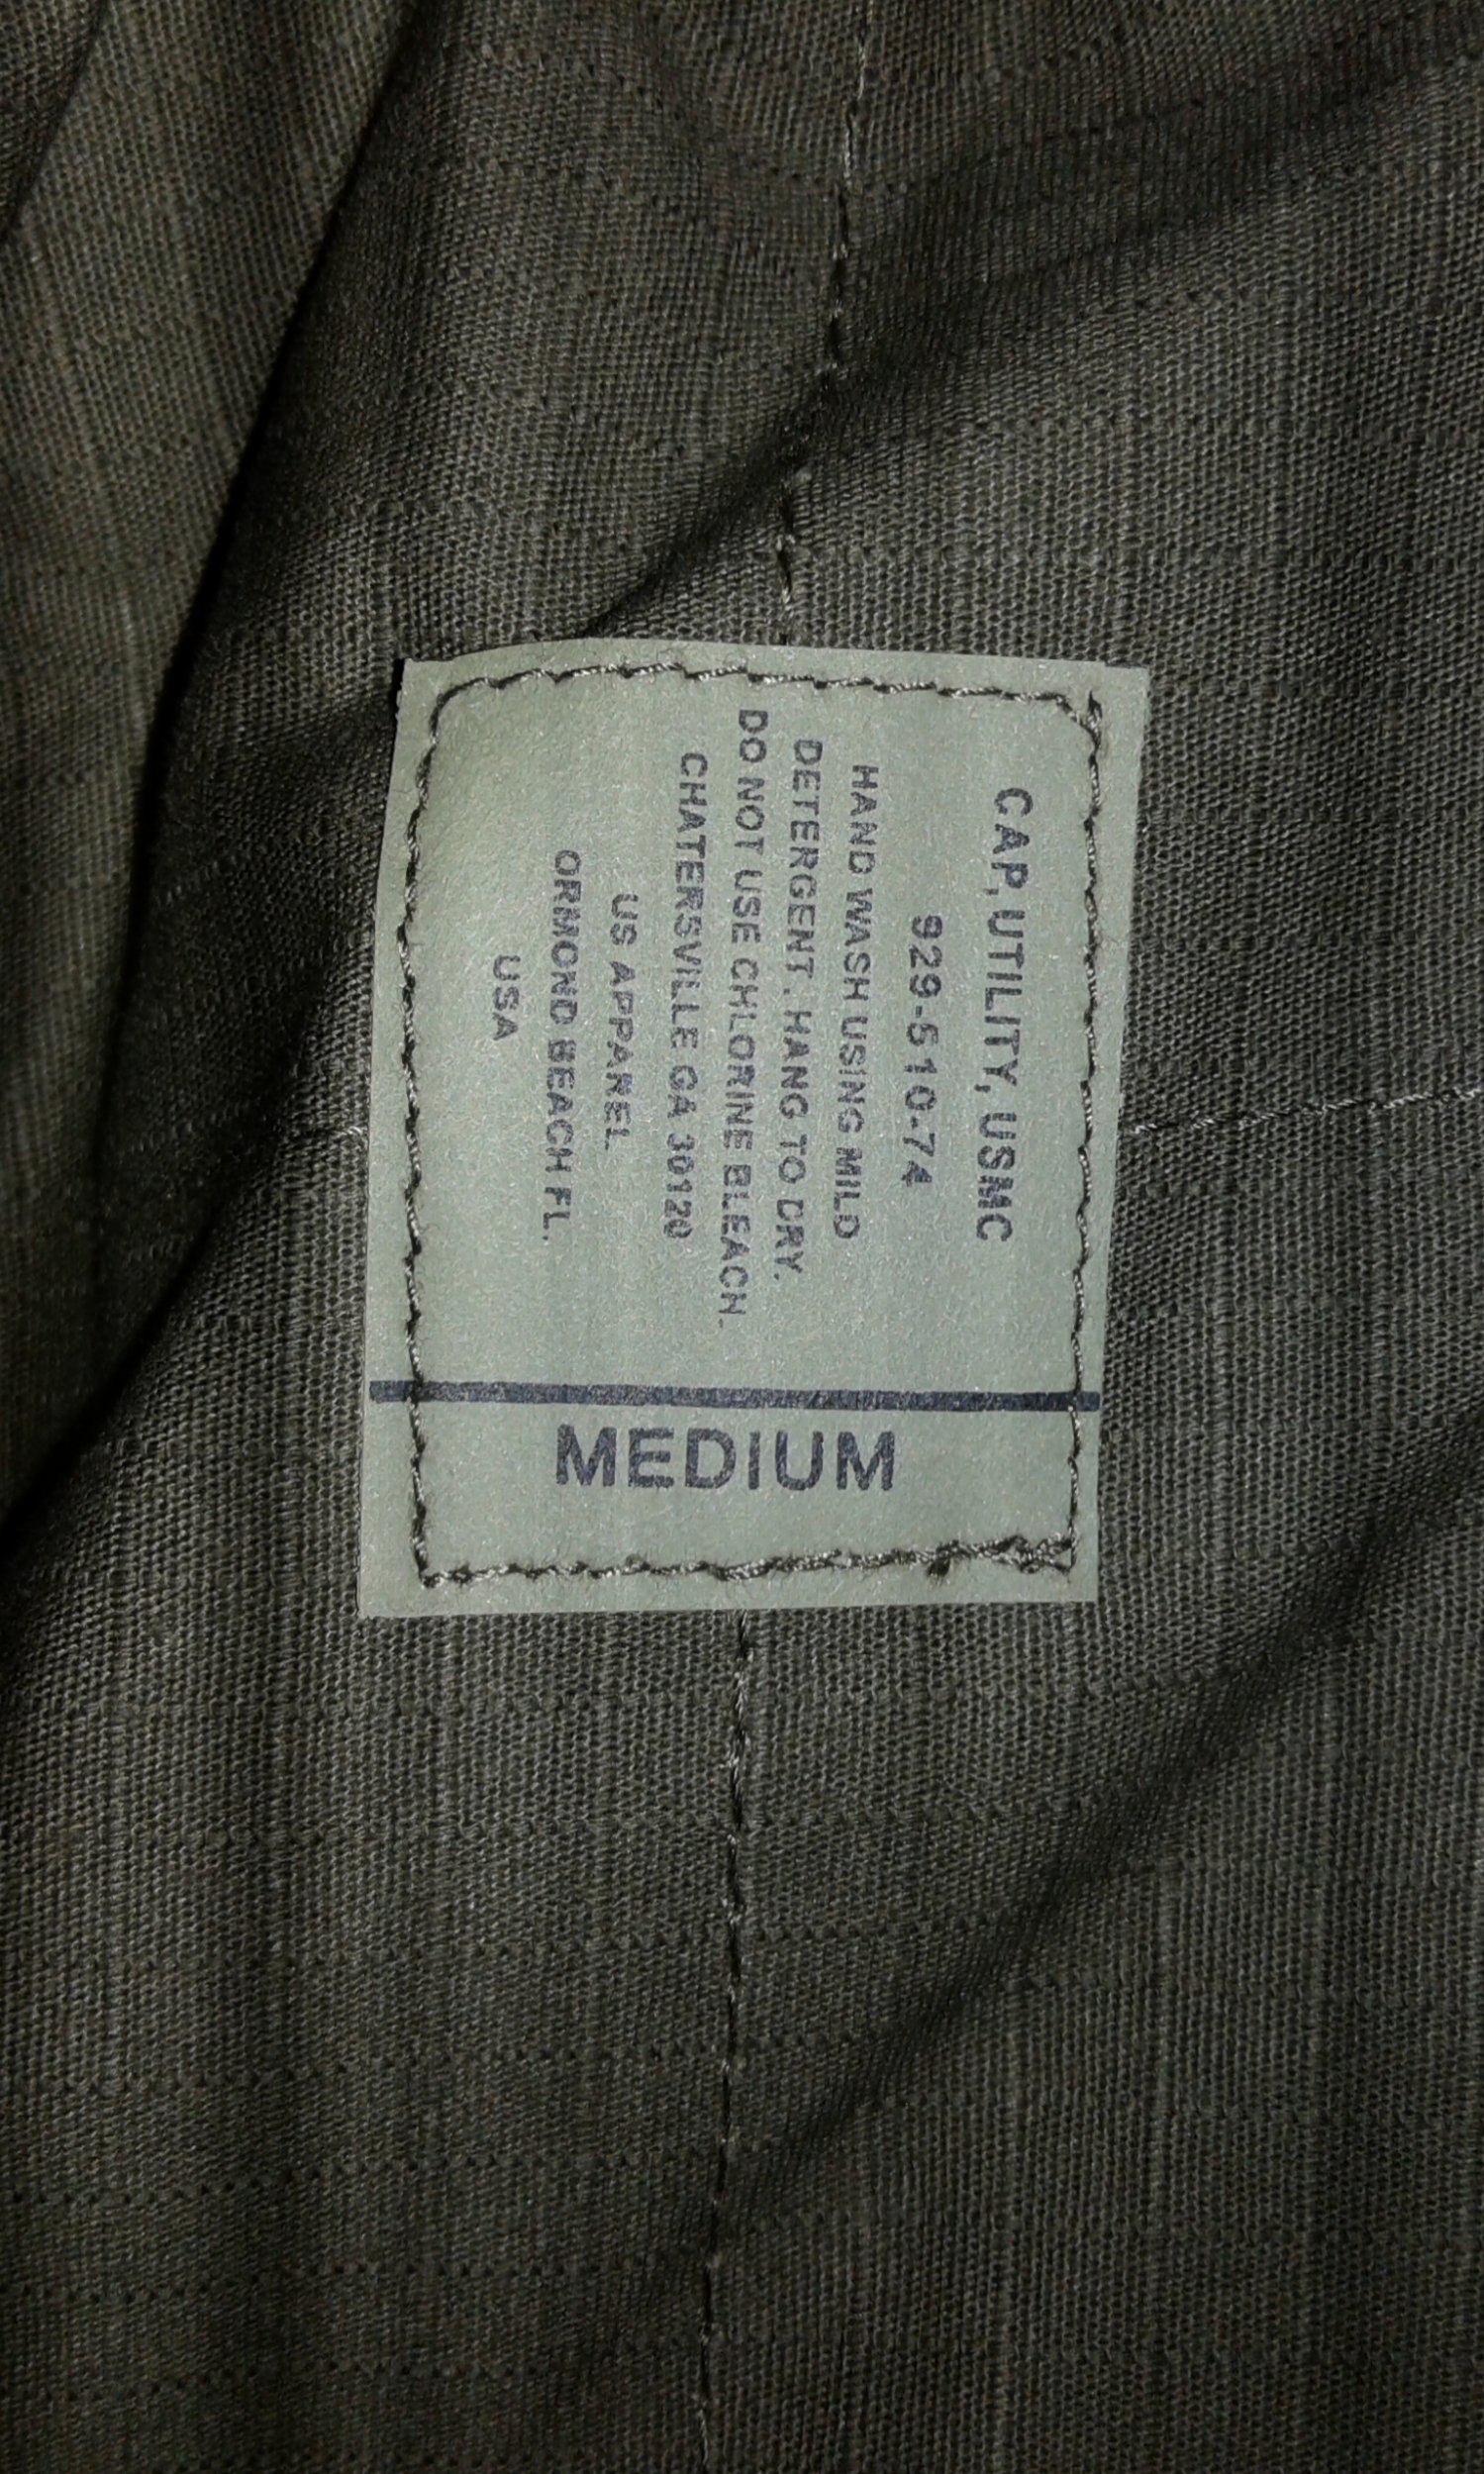 CAP, UTILITY, USMC
929-510-74
HAND WASH USING MILD
DETERGENT. HANG TO DRY.
DO NOT USE CHLORINE BLEACH.
CHATERSVILLE GA 30120
US APPAREL
ORMOND BEACH FL.
USA
MEDIUM